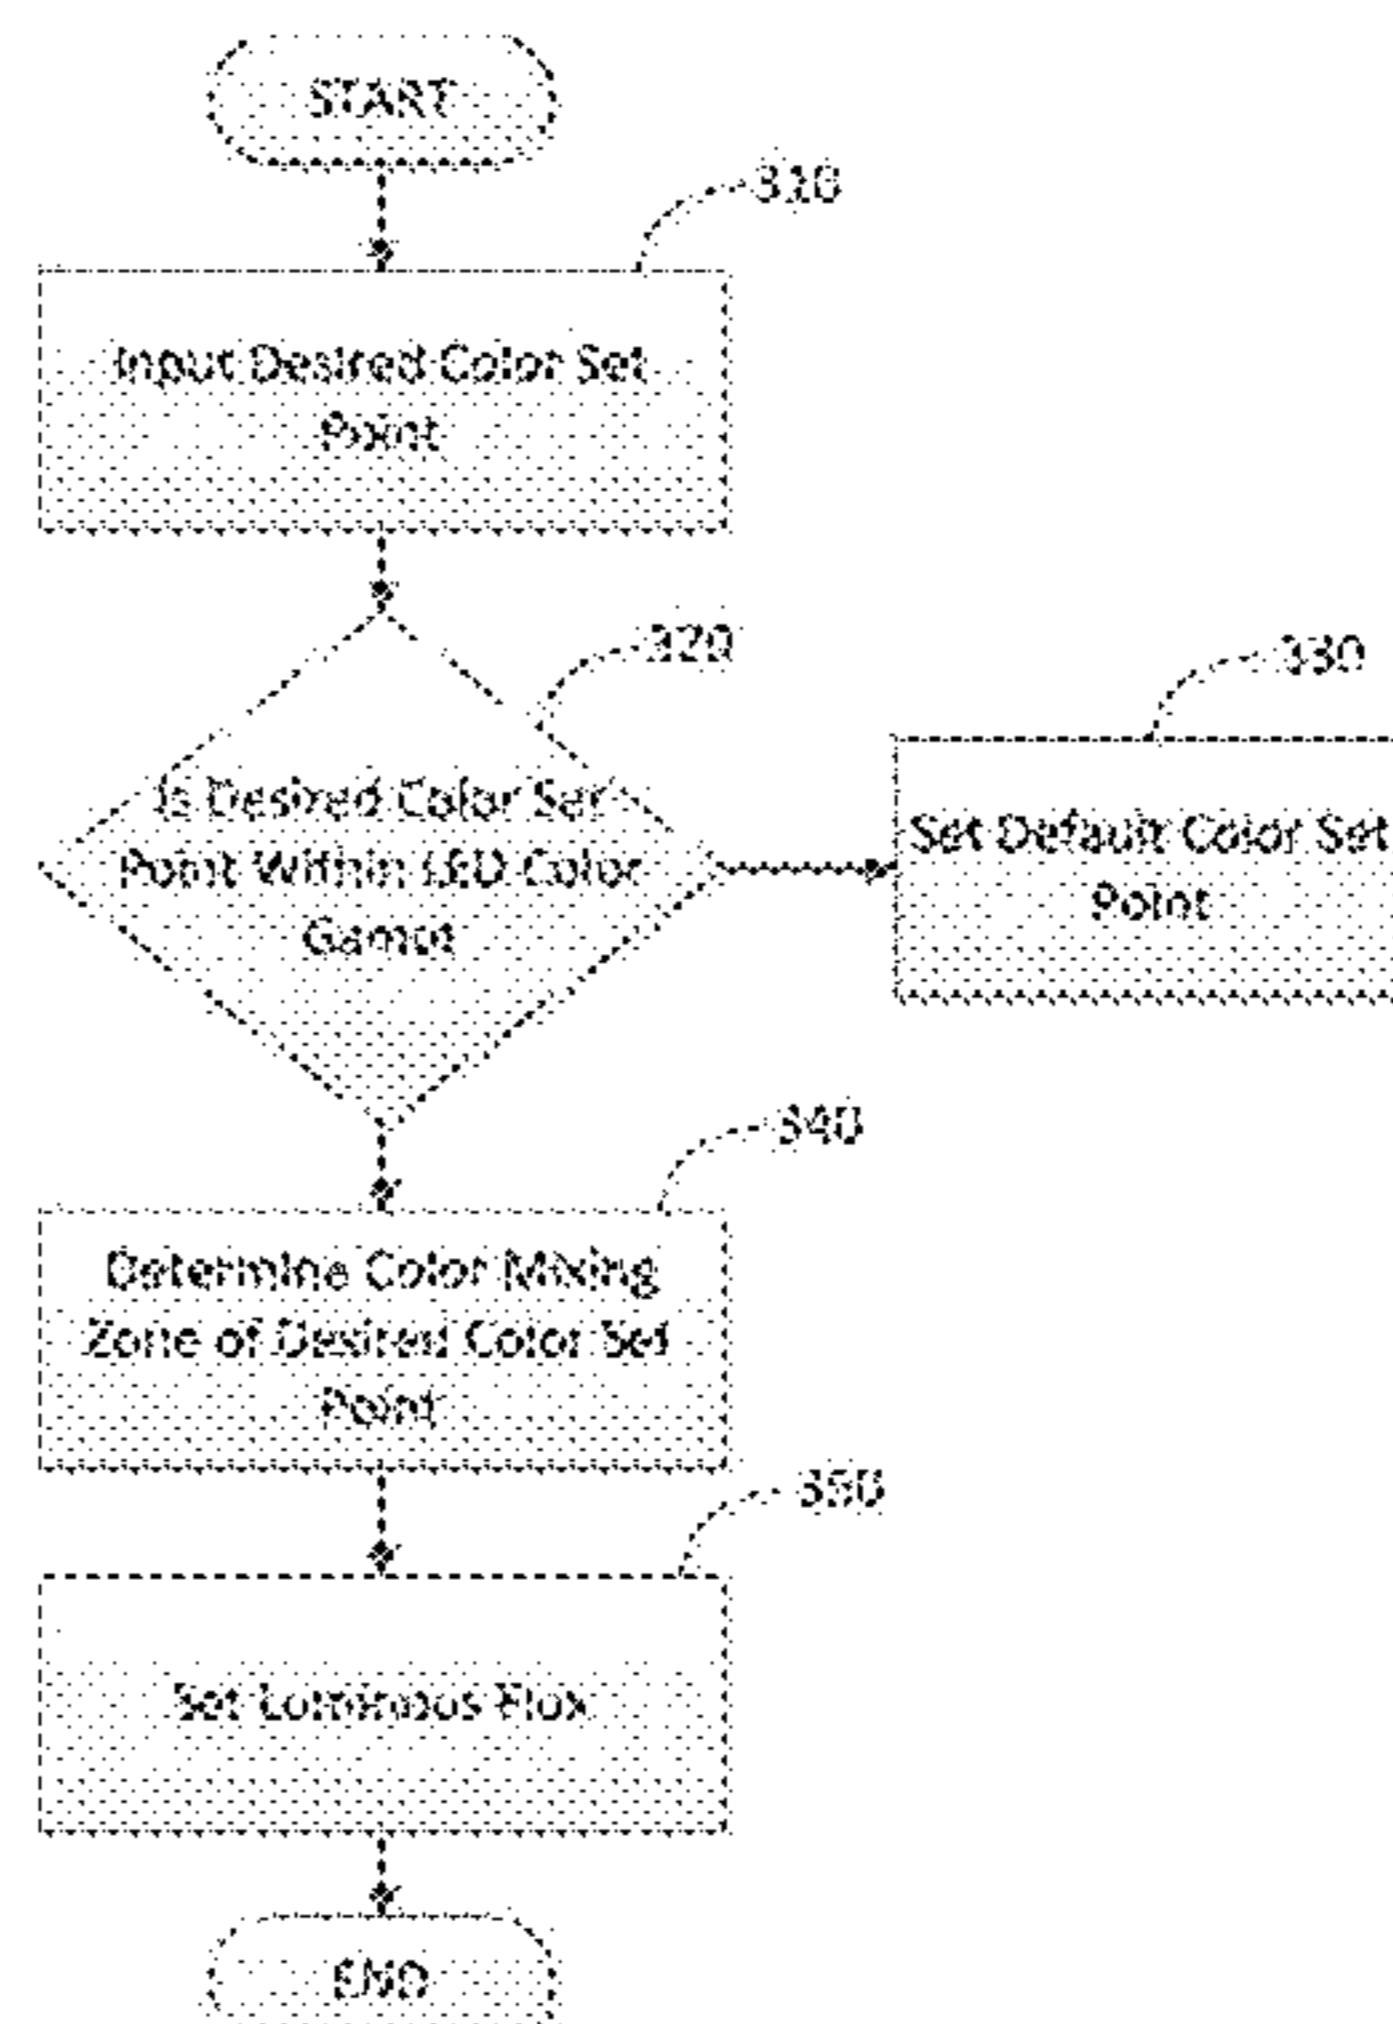 START
310
Input Desired Color Set
Point
320
Is Desired Color Set
Point Within LED Color
Gamut
330
Set Default Color Set
Point
340
Determine Color Mixing
Zone of Desired Color Set
Point
350
Set Luminous Flux
END